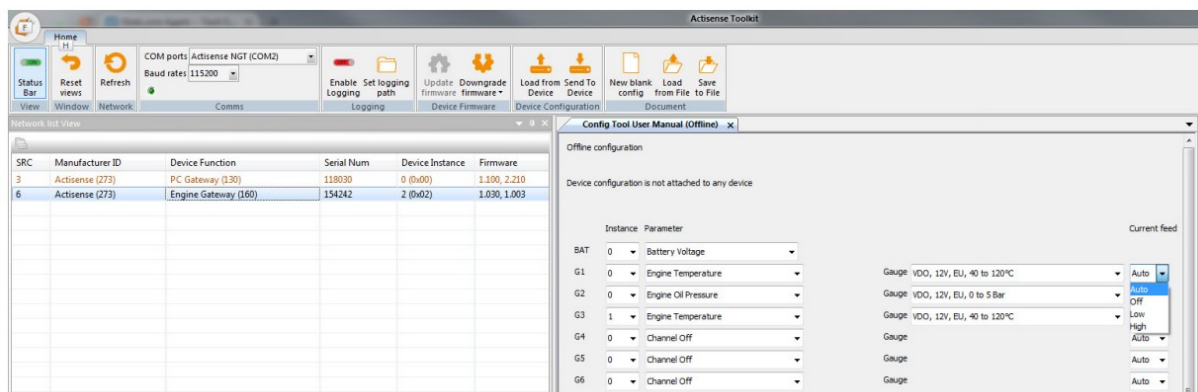 Actisense Toolkit
F
Home
H
Status Bar
Reset views
Refresh
COM ports Actisense NGT (COM2)
Baud rates 115200
Enable Logging
Set logging path
Update firmware
Downgrade firmware
Load from Device
Send To Device
New blank config
Load from File
Save to File
View Window Network Comms Logging Device Firmware Device Configuration Document
Network list View
Config Tool User Manual (Offline) x
SRC Manufacturer ID Device Function Serial Num Device Instance Firmware
3 Actisense (273) PC Gateway (130) 118030 0 (0x00) 1.100, 2.210
6 Actisense (273) Engine Gateway (160) 154242 2 (0x02) 1.030, 1.003
Offline configuration
Device configuration is not attached to any device
Instance Parameter Current feed
BAT 0 Battery Voltage
G1 0 Engine Temperature Gauge VDO, 12V, EU, 40 to 120ºC Auto
G2 0 Engine Oil Pressure Gauge VDO, 12V, EU, 0 to 5 Bar
G3 1 Engine Temperature Gauge VDO, 12V, EU, 40 to 120ºC
Auto
Off
Low
High
G4 0 Channel Off Gauge Auto
G5 0 Channel Off Gauge Auto
G6 0 Channel Off Gauge Auto